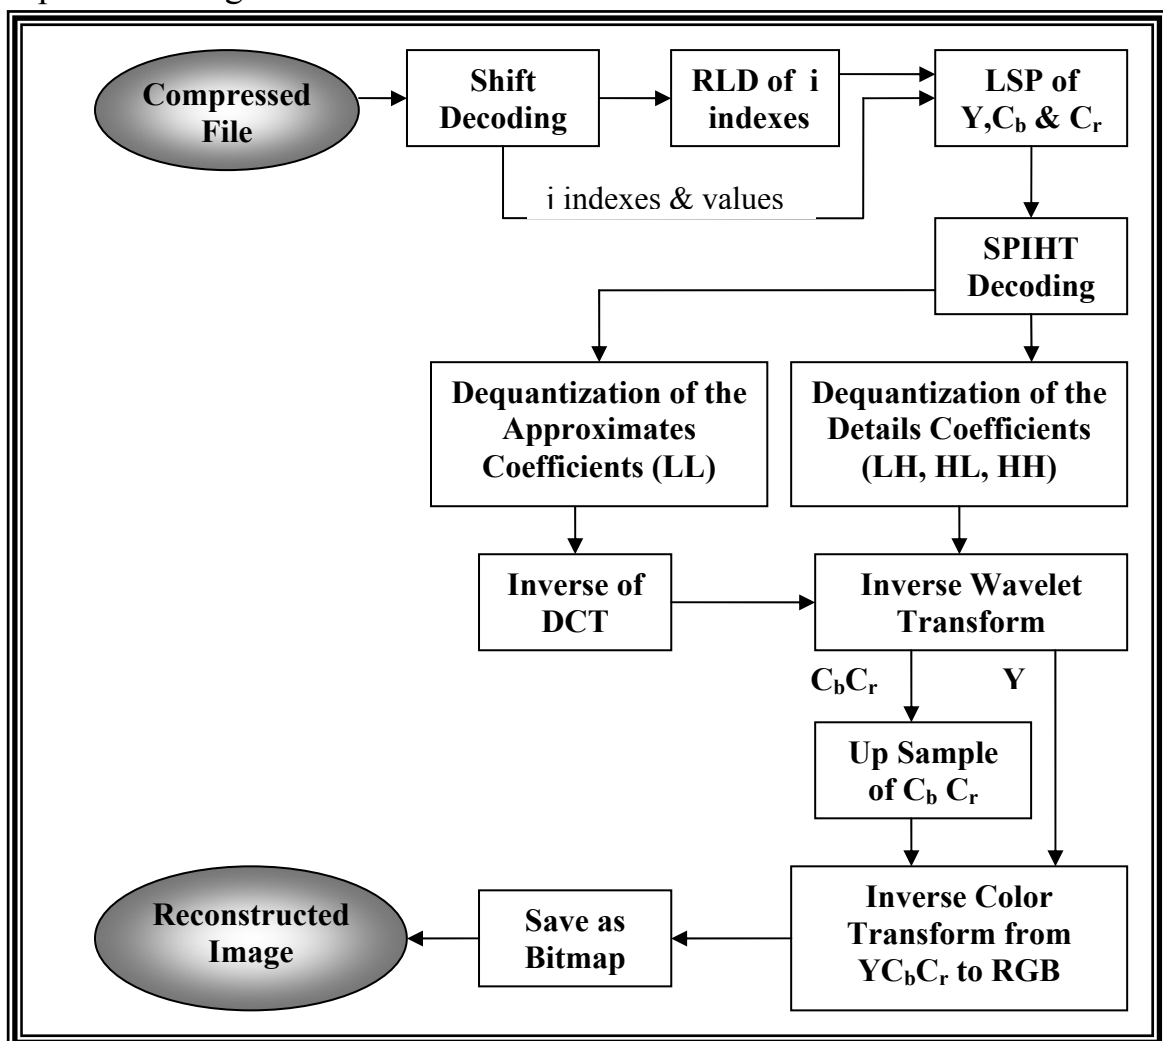 Compressed
File
Shift
Decoding
RLD of i
indexes
LSP of
Y,Cb & Cr
i indexes & values
SPIHT
Decoding
Dequantization of the
Approximates
Coefficients (LL)
Dequantization of the
Details Coefficients
(LH, HL, HH)
Inverse of
DCT
Inverse Wavelet
Transform
CbCr
Y
Up Sample
of Cb Cr
Reconstructed
Image
Save as
Bitmap
Inverse Color
Transform from
YCbCr to RGB